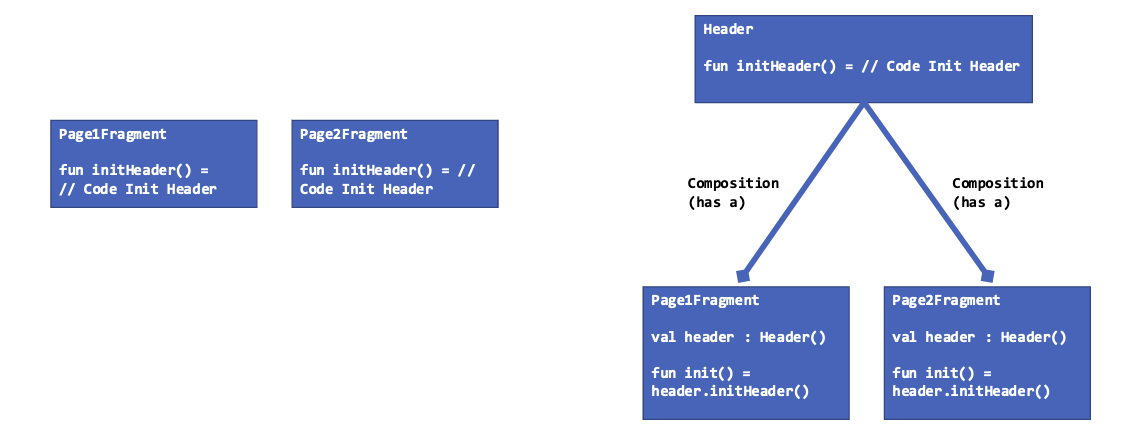 Page1Fragment
fun initHeader() =
// Code Init Header
Page2Fragment
fun initHeader() = //
Code Init Header
Header
fun initHeader() = // Code Init Header
Composition
(has a)
Composition
(has a)
Page1Fragment
val header : Header()
fun init() =
header.initHeader()
Page2Fragment
val header : Header()
fun init() =
header.initHeader()